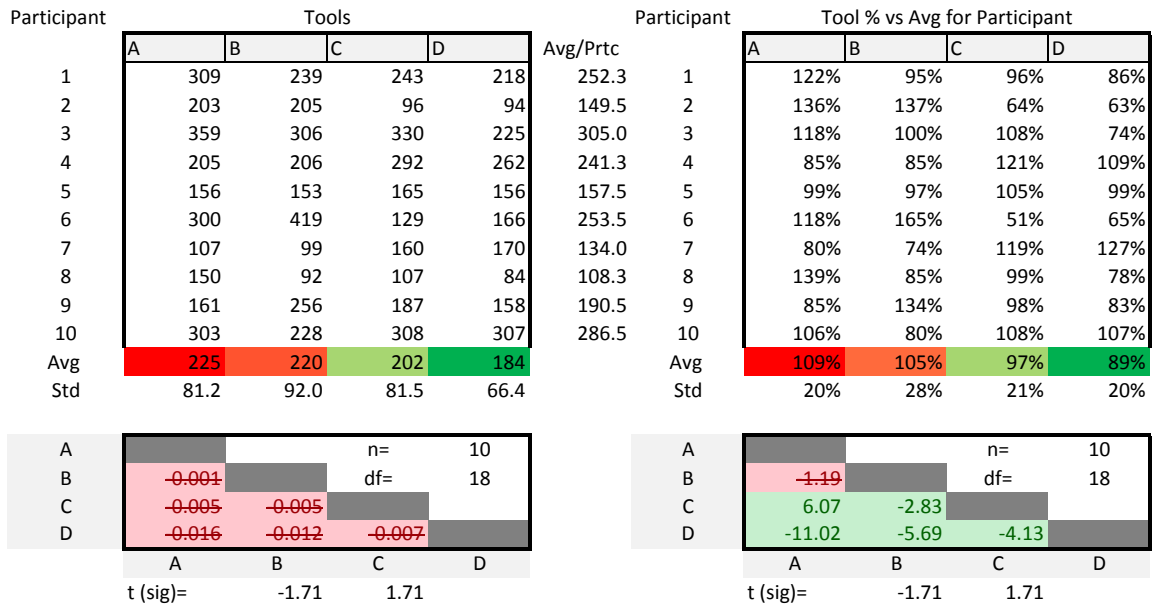 Participant Tools Participant Tool % vs Avg for Participant
A B C D Avg/Prtc A B C D
1 309 239 243 218 252.3 1 122% 95% 96% 86%
2 203 205 96 94 149.5 2 136% 137% 64% 63%
3 359 306 330 225 305.0 3 118% 100% 108% 74%
4 205 206 292 262 241.3 4 85% 85% 121% 109%
5 156 153 165 156 157.5 5 99% 97% 105% 99%
6 300 419 129 166 253.5 6 118% 165% 51% 65%
7 107 99 160 170 134.0 7 80% 74% 119% 127%
8 150 92 107 84 108.3 8 139% 85% 99% 78%
9 161 256 187 158 190.5 9 85% 134% 98% 83%
10 303 228 308 307 286.5 10 106% 80% 108% 107%
Avg 225 220 202 184 Avg 109% 105% 97% 89%
Std 81.2 92.0 81.5 66.4 Std 20% 28% 21% 20%
A n= 10 A n= 10
B -0.001 df= 18 B -1.19 df= 18
C -0.005 -0.005 C 6.07 -2.83
D -0.016 -0.012 -0.007 D -11.02 -5.69 -4.13
A B C D A B C D
t (sig)= -1.71 1.71 t (sig)= -1.71 1.71